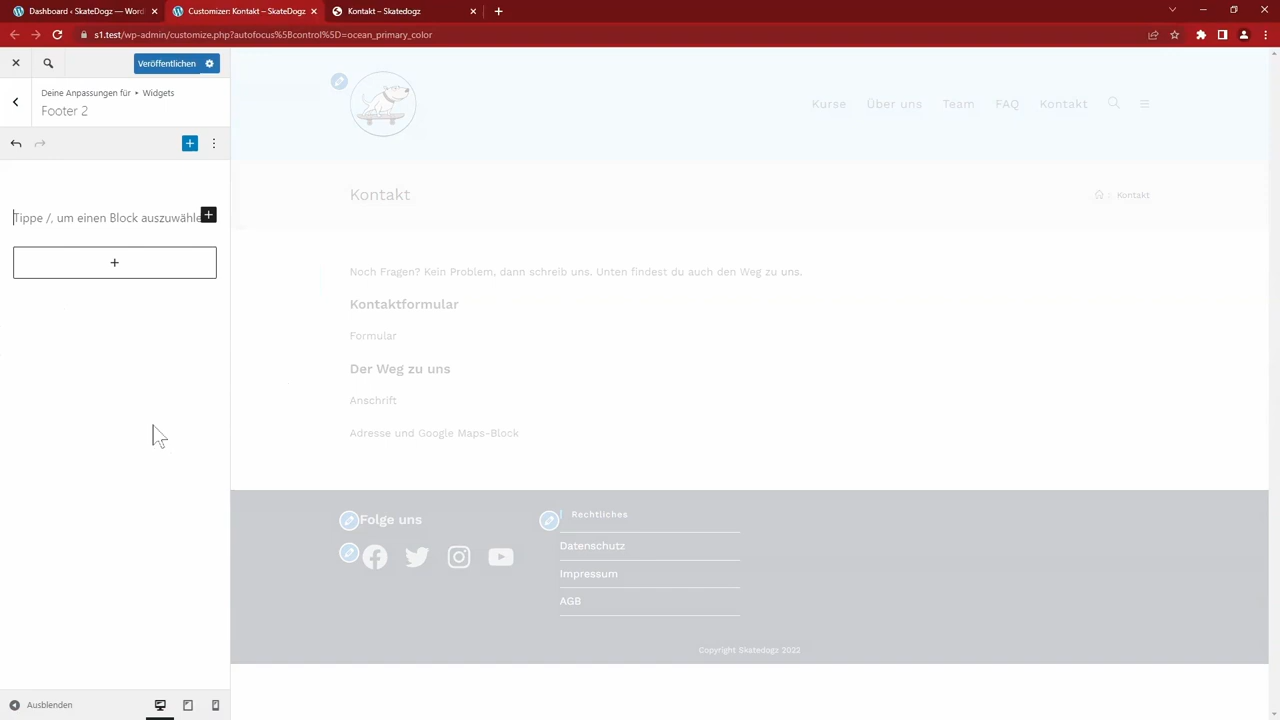 Dashboard ‹ SkateDogz — Wor
Customizer: Kontakt – SkateDogz
Kontakt – Skatedogz
s1.test/wp-admin/customize.php?autofocus%5Bcontrol%5D=ocean_primary_color
Veröffentlichen
Deine Anpassungen für ▸ Widgets
Footer 2
Tippe /, um einen Block auszuwähle
Ausblenden
Kurse Über uns Team FAQ Kontakt
Kontakt
Kontakt
Noch Fragen? Kein Problem, dann schreib uns. Unten findest du auch den Weg zu uns.
Kontaktformular
Formular
Der Weg zu uns
Anschrift
Adresse und Google Maps-Block
Folge uns
Rechtliches
Datenschutz
Impressum
AGB
Copyright Skatedogz 2022